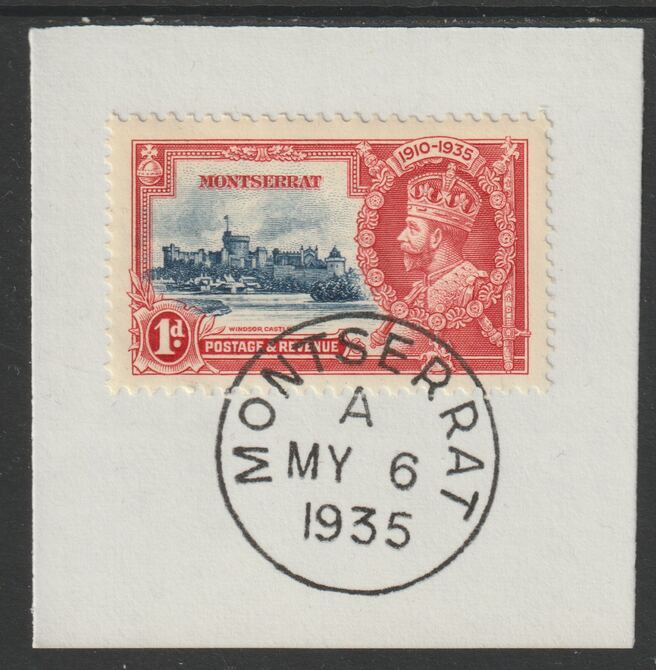 1910-1935
MONTSERRAT
WINDSOR CASTLE
1d
POSTAGE & REVENUE
MONTSERRAT
A
MY 6
1935